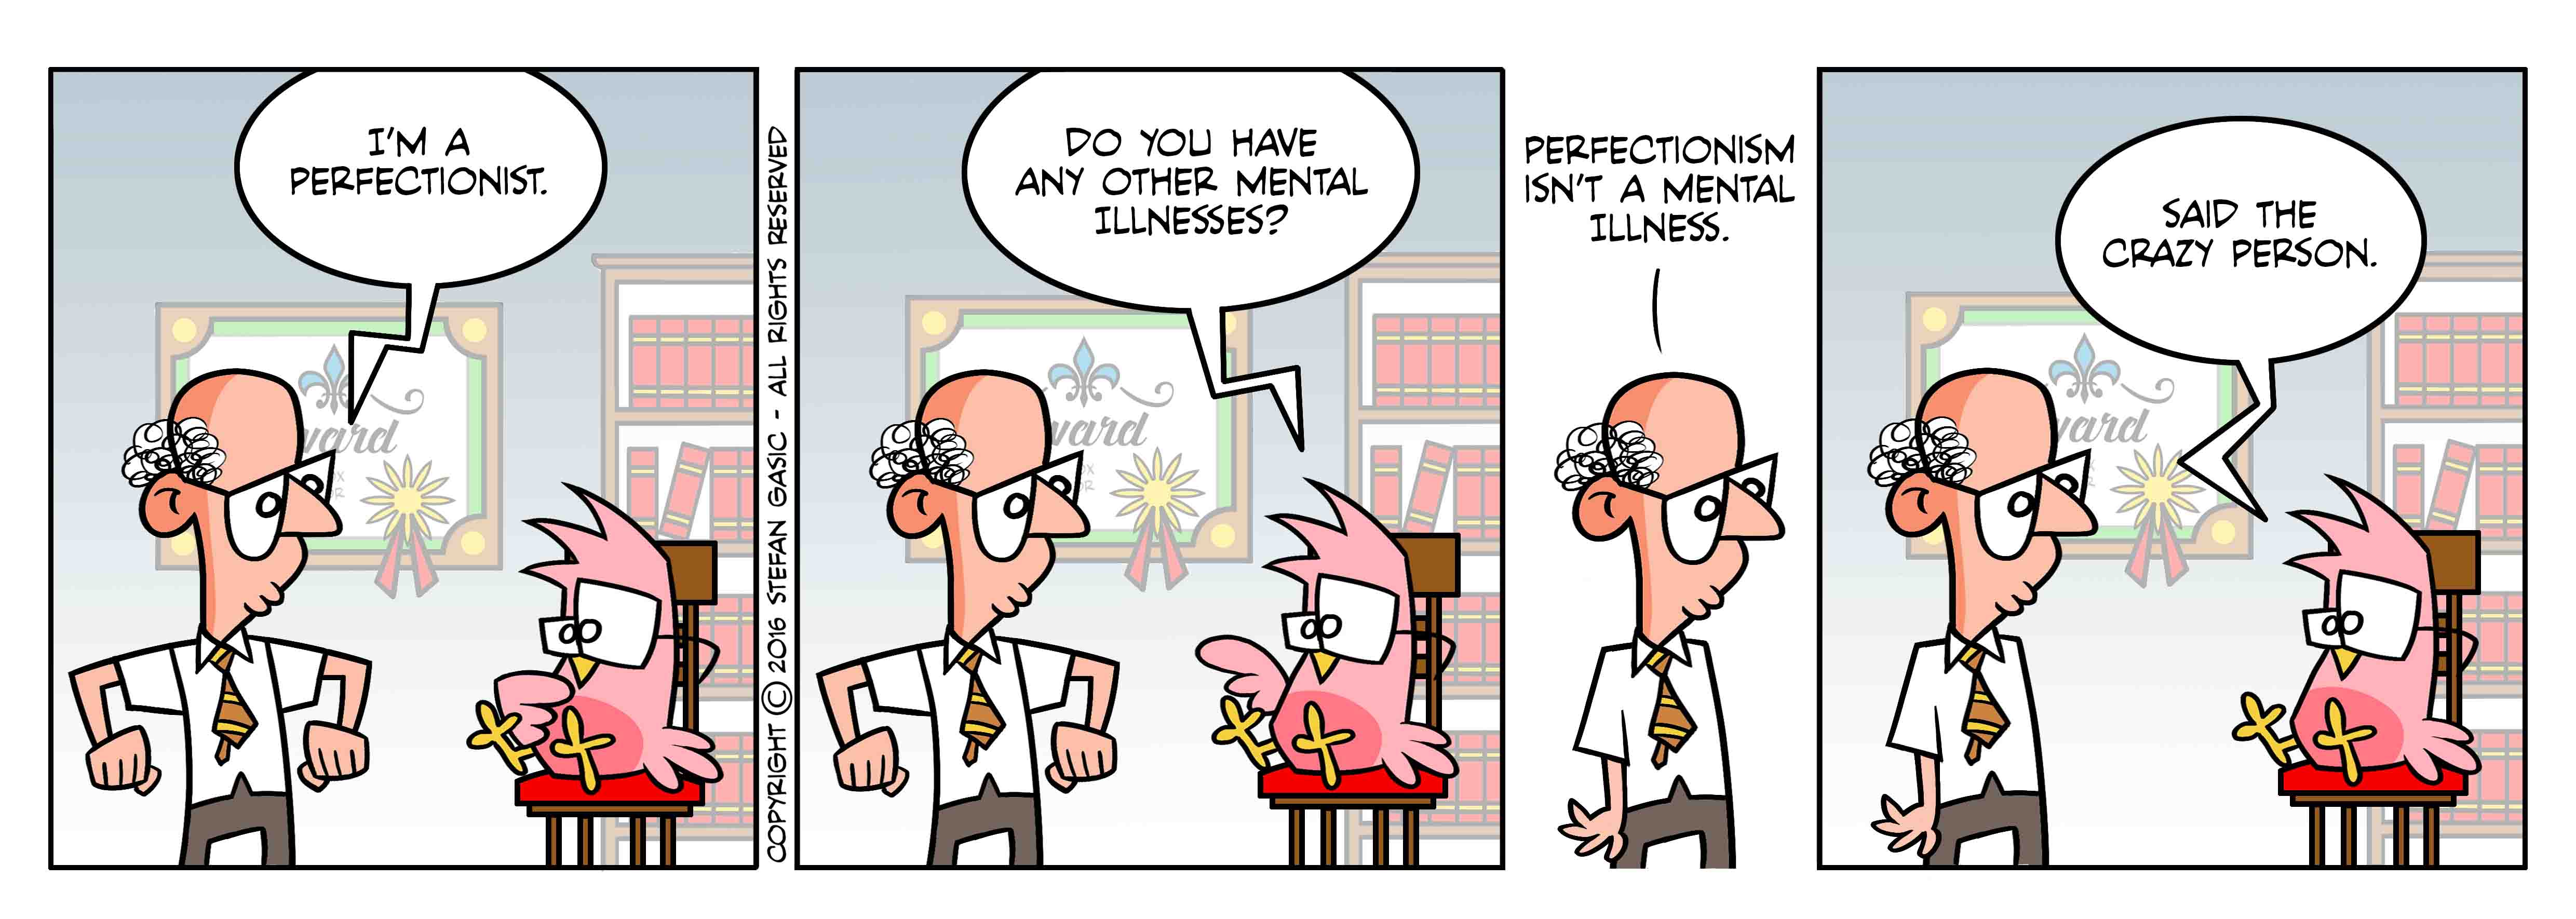 I'M A
PERFECTIONIST.
COPYRIGHT © 2016 STEFAN GASIC - ALL RIGHTS RESERVED
DO YOU HAVE
ANY OTHER MENTAL
ILLNESSES?
PERFECTIONISM
ISN'T A MENTAL
ILLNESS.
SAID THE
CRAZY PERSON.